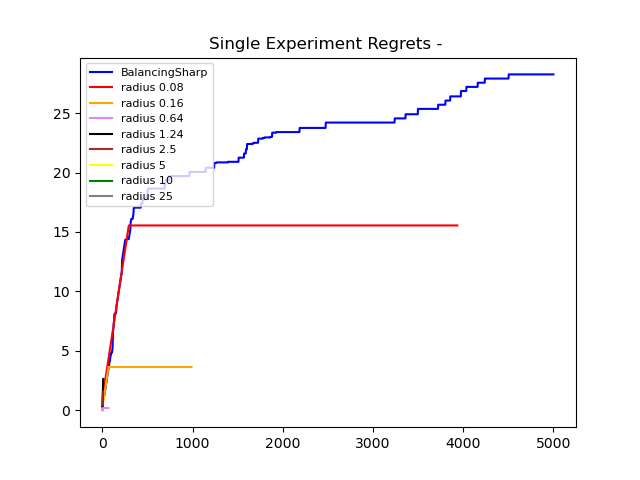 Single Experiment Regrets -
BalancingSharp
radius 0.08
radius 0.16
radius 0.64
radius 1.24
radius 2.5
radius 5
radius 10
radius 25
25
20
15
10
5
0
0 1000 2000 3000 4000 5000